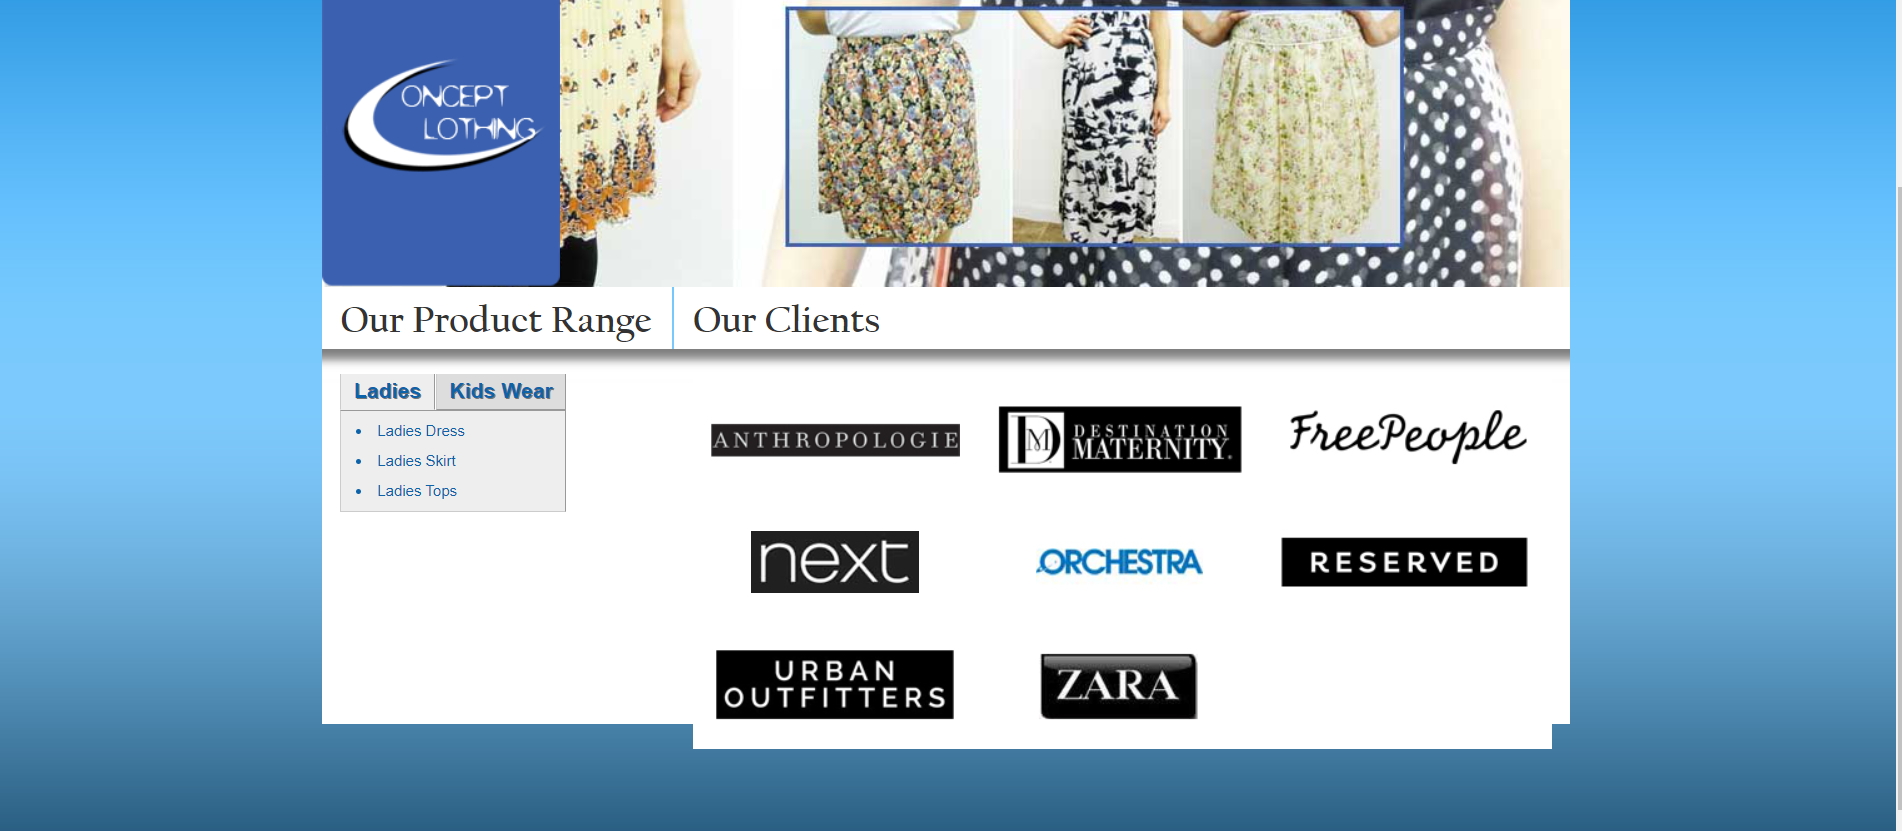 ONCEPT
LOTHING
Our Product Range
Our Clients
Ladies
Kids Wear
Ladies Dress
Ladies Skirt
Ladies Tops
ANTHROPOLOGIE
DM DESTINATION
MATERNITY
FreePeople
next
ORCHESTRA
RESERVED
URBAN
OUTFITTERS
ZARA